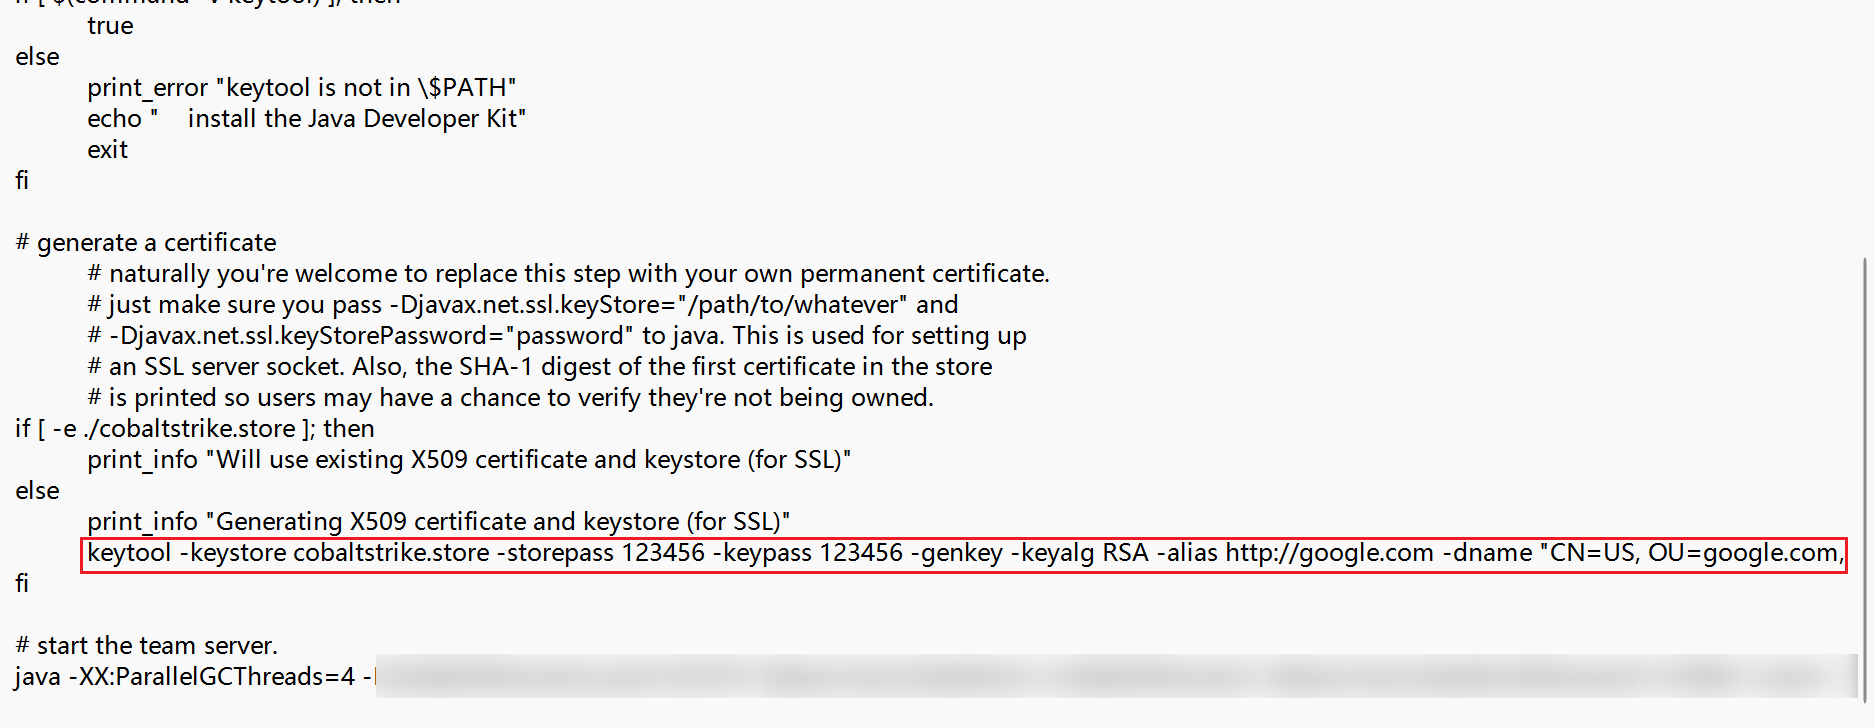 if [ $(command -v keytool) ]; then
true
else
print_error "keytool is not in \$PATH"
echo "    install the Java Developer Kit"
exit
fi
# generate a certificate
# naturally you're welcome to replace this step with your own permanent certificate.
# just make sure you pass -Djavax.net.ssl.keyStore="/path/to/whatever" and
# -Djavax.net.ssl.keyStorePassword="password" to java. This is used for setting up
# an SSL server socket. Also, the SHA-1 digest of the first certificate in the store
# is printed so users may have a chance to verify they're not being owned.
if [ -e ./cobaltstrike.store ]; then
print_info "Will use existing X509 certificate and keystore (for SSL)"
else
print_info "Generating X509 certificate and keystore (for SSL)"
keytool -keystore cobaltstrike.store -storepass 123456 -keypass 123456 -genkey -keyalg RSA -alias http://google.com -dname "CN=US, OU=google.com,
fi
# start the team server.
java -XX:ParallelGCThreads=4